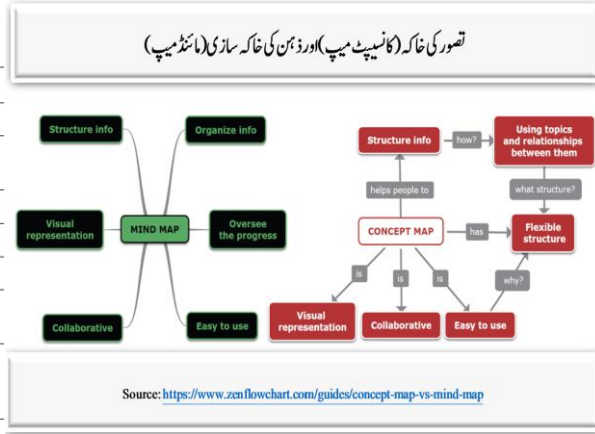 تصور کی خاکہ (کانسیپٹ میپ) اور ذہن کی خاکہ سازی (مائنڈ میپ)
Structure info
Organize info
Visual
representation
MIND MAP
Oversee
the progress
Collaborative
Easy to use
Structure info
how?
Using topics
and relationships
between them
helps people to
what structure?
CONCEPT MAP
has
Flexible
structure
is
is
is
why?
Visual
representation
Collaborative
Easy to use
Source: https://www.zenflowchart.com/guides/concept-map-vs-mind-map